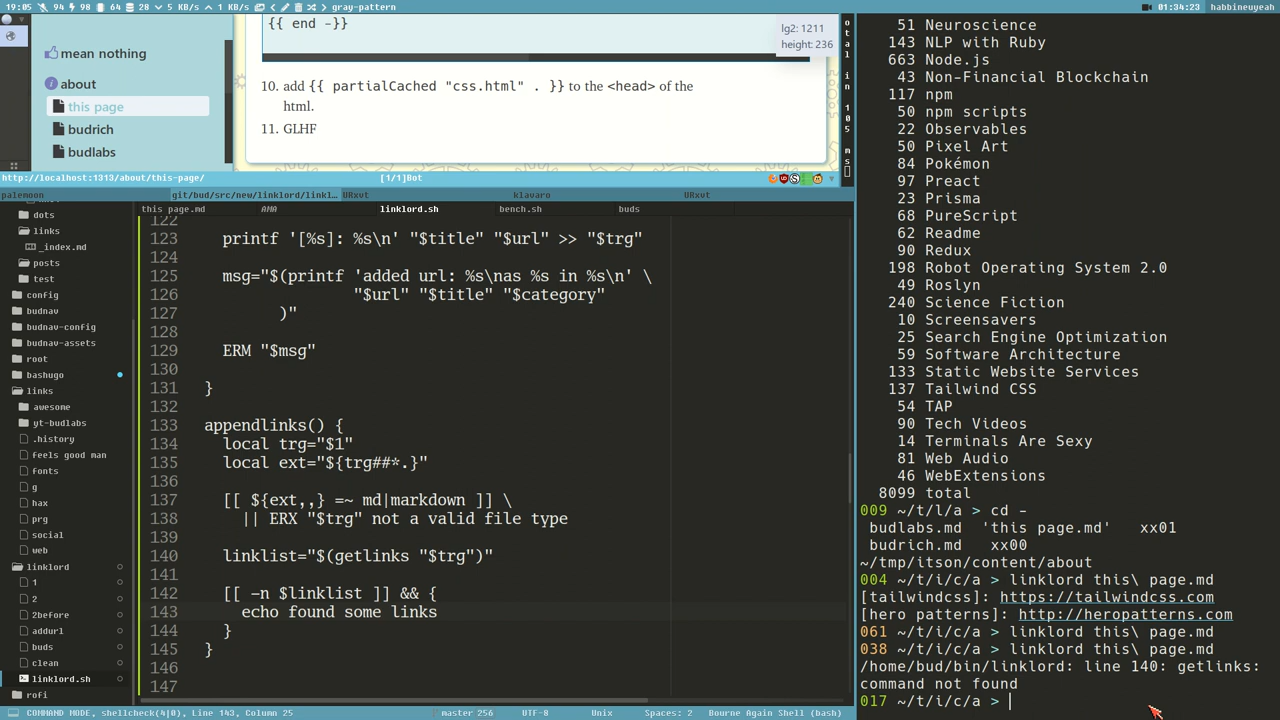 19:05 94 98 64 28 5 KB/s 1 KB/s gray-pattern
01:34:23 habbineuyeah
mean nothing
about
this page
budrich
budlabs
{{ end -}}
lg2: 1211
height: 236
10. add {{ partialCached "css.html" . }} to the <head> of the
html.
11. GLHF
http://localhost:1313/about/this-page/ [1/1]Bot
palemoon git/bud/src/new/linklord/linkl... URxvt klavaro URxvt
this page.md AMA linklord.sh bench.sh buds
dots
links
_index.md
posts
test
config
budnav
budnav-config
budnav-assets
root
bashugo
links
awesome
yt-budlabs
.history
feels good man
fonts
g
hax
prg
social
web
linklord
1
2
2before
addurl
buds
clean
linklord.sh
rofi
122
123 printf '[%s]: %s\n' "$title" "$url" >> "$trg"
124
125 msg="$(printf 'added url: %s\nas %s in %s\n' \
126 "$url" "$title" "$category"
127 )"
128
129 ERM "$msg"
130
131 }
132
133 appendlinks() {
134 local trg="$1"
135 local ext="${trg##*.}"
136
137 [[ ${ext,,} =~ md|markdown ]] \
138 || ERX "$trg" not a valid file type
139
140 linklist="$(getlinks "$trg")"
141
142 [[ -n $linklist ]] && {
143 echo found some links
144 }
145 }
146
147
COMMAND MODE, shellcheck(4|0), Line 143, Column 25 master 256 UTF-8 Unix Spaces: 2 Bourne Again Shell (bash)
51 Neuroscience
143 NLP with Ruby
663 Node.js
43 Non-Financial Blockchain
117 npm
50 npm scripts
22 Observables
50 Pixel Art
84 Pokémon
97 Preact
23 Prisma
68 PureScript
62 Readme
90 Redux
198 Robot Operating System 2.0
49 Roslyn
240 Science Fiction
10 Screensavers
25 Search Engine Optimization
59 Software Architecture
133 Static Website Services
137 Tailwind CSS
54 TAP
90 Tech Videos
14 Terminals Are Sexy
81 Web Audio
46 WebExtensions
8099 total
009 ~/t/l/a > cd -
budlabs.md 'this page.md' xx01
budrich.md xx00
~/tmp/itson/content/about
004 ~/t/i/c/a > linklord this\ page.md
[tailwindcss]: https://tailwindcss.com
[hero patterns]: http://heropatterns.com
061 ~/t/i/c/a > linklord this\ page.md
038 ~/t/i/c/a > linklord this\ page.md
/home/bud/bin/linklord: line 140: getlinks:
command not found
017 ~/t/i/c/a >